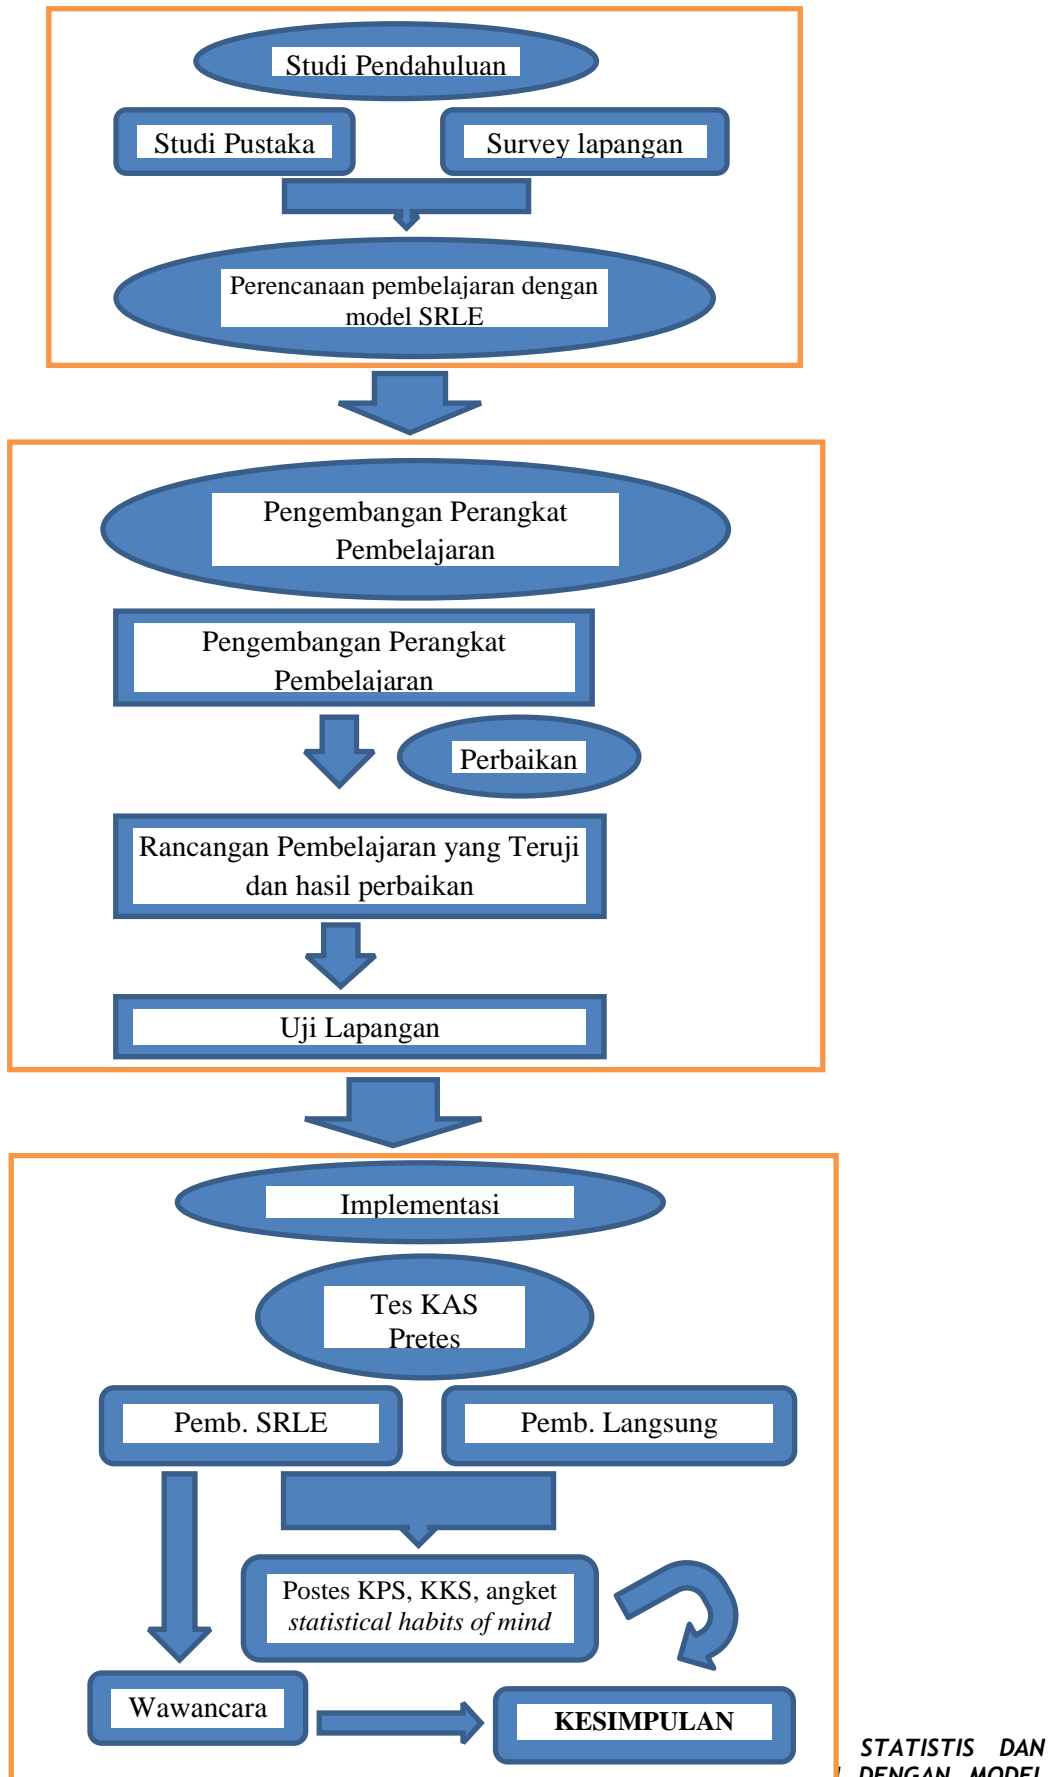 Studi Pendahuluan
Studi Pustaka
Survey lapangan
Perencanaan pembelajaran dengan
model SRLE
Pengembangan Perangkat
Pembelajaran
Pengembangan Perangkat
Pembelajaran
Perbaikan
Rancangan Pembelajaran yang Teruji
dan hasil perbaikan
Uji Lapangan
Implementasi
Tes KAS
Pretes
Pemb. SRLE
Pemb. Langsung
Postes KPS, KKS, angket
statistical habits of mind
Wawancara
KESIMPULAN
STATISTIS DAN
DENGAN MODEL